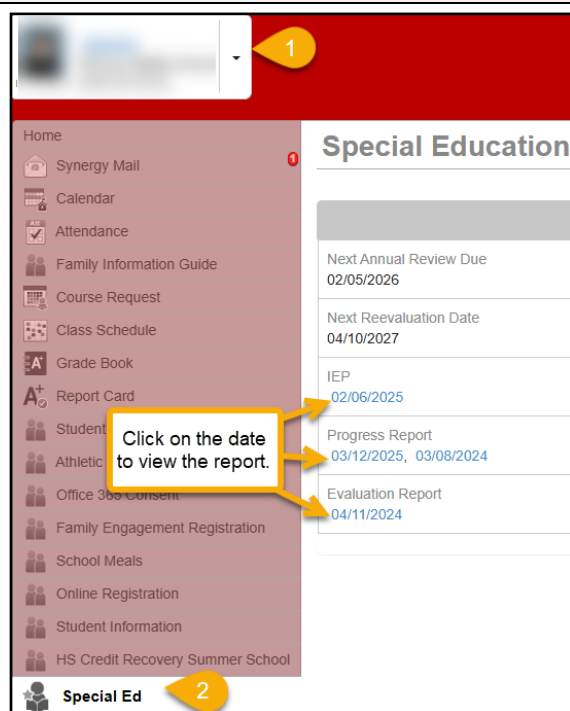 1
Home
Synergy Mail
1
Calendar
Attendance
Family Information Guide
Course Request
Class Schedule
A+
Grade Book
A+
Report Card
Student
Athletic
Office 365 Consent
Family Engagement Registration
School Meals
Online Registration
Student Information
HS Credit Recovery Summer School
Special Ed
2
Special Education
Next Annual Review Due
02/05/2026
Next Reevaluation Date
04/10/2027
IEP
02/06/2025
Progress Report
03/12/2025, 03/08/2024
Evaluation Report
04/11/2024
Click on the date
to view the report.